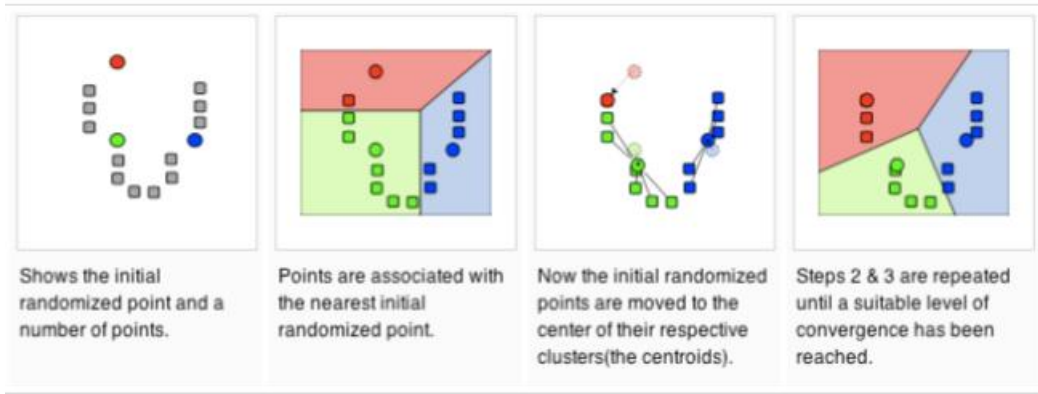 Shows the initial
randomized point and a
number of points.
Points are associated with
the nearest initial
randomized point.
Now the initial randomized
points are moved to the
center of their respective
clusters(the centroids).
Steps 2 & 3 are repeated
until a suitable level of
convergence has been
reached.